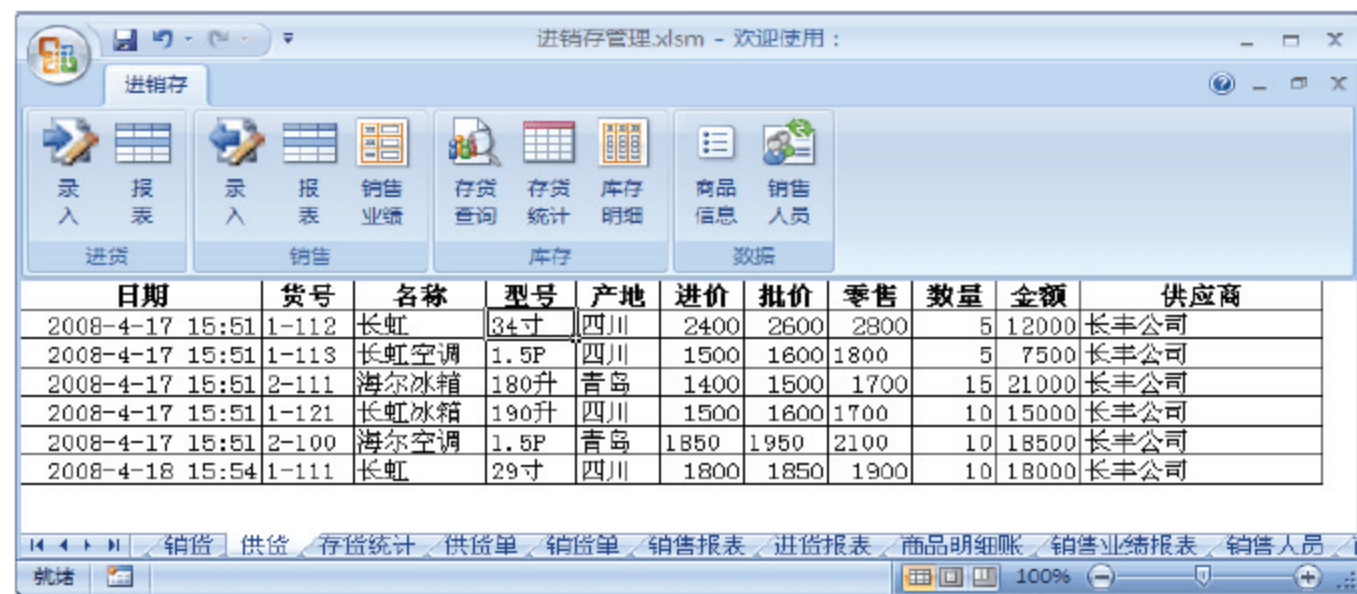 进销存管理.xlsm - 欢迎使用：
进销存
录入 报表 录入 报表 销售业绩 存货查询 存货统计 库存明细 商品信息 销售人员
进货 销售 库存 数据
日期 货号 名称 型号 产地 进价 批价 零售 数量 金额 供应商
2008-4-17 15:51 1-112 长虹 34寸 四川 2400 2600 2800 5 12000 长丰公司
2008-4-17 15:51 1-113 长虹空调 1.5P 四川 1500 1600 1800 5 7500 长丰公司
2008-4-17 15:51 2-111 海尔冰箱 180升 青岛 1400 1500 1700 15 21000 长丰公司
2008-4-17 15:51 1-121 长虹冰箱 190升 四川 1500 1600 1700 10 15000 长丰公司
2008-4-17 15:51 2-100 海尔空调 1.5P 青岛 1850 1950 2100 10 18500 长丰公司
2008-4-18 15:54 1-111 长虹 29寸 四川 1800 1850 1900 10 18000 长丰公司
销货 供货 存货统计 供货单 销货单 销售报表 进货报表 商品明细账 销售业绩报表 销售人员
就绪 100%